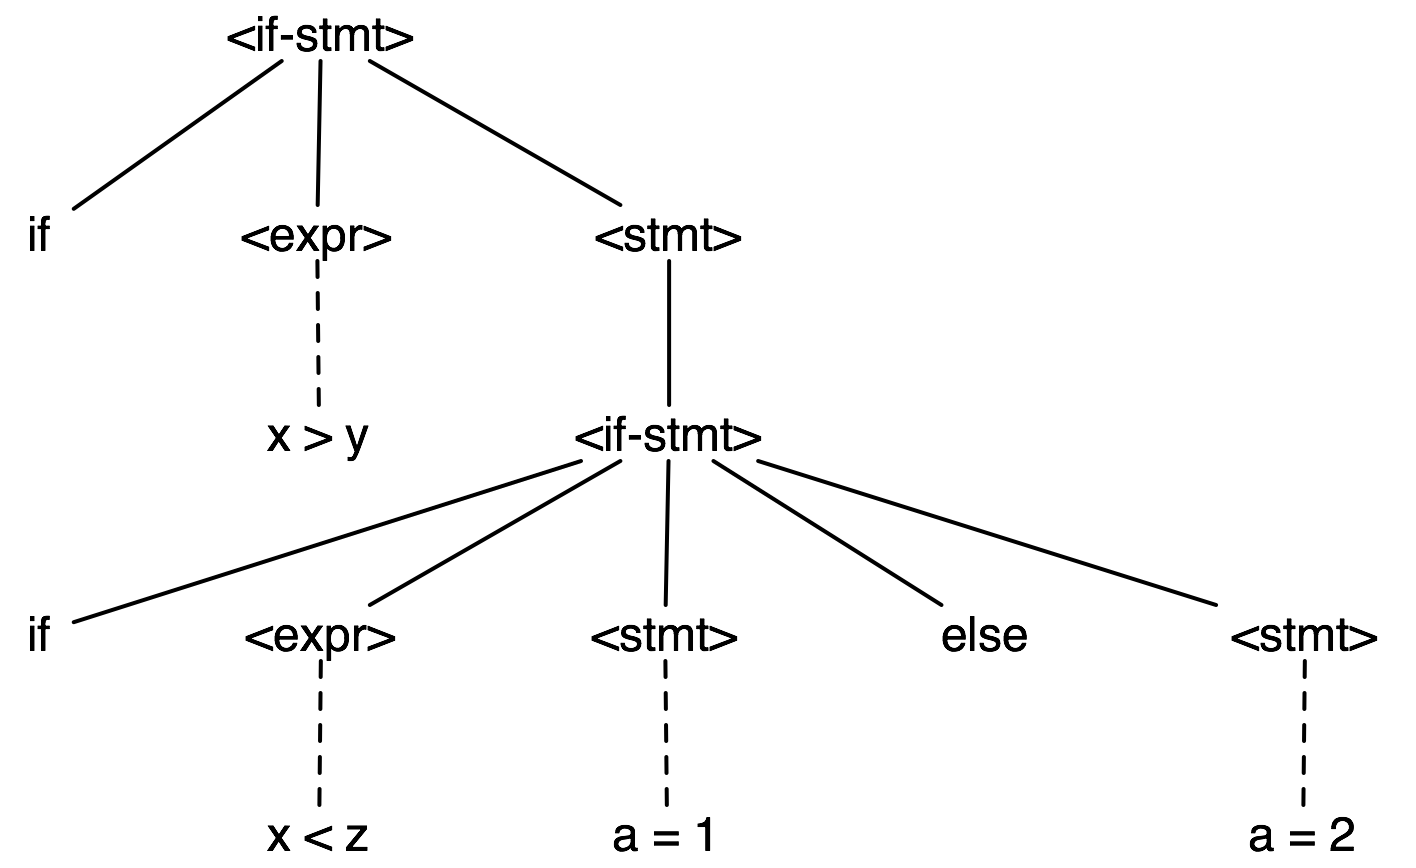 <if-stmt>
if <expr> <stmt>
x > y <if-stmt>
if <expr> <stmt> else <stmt>
x < z a = 1 a = 2